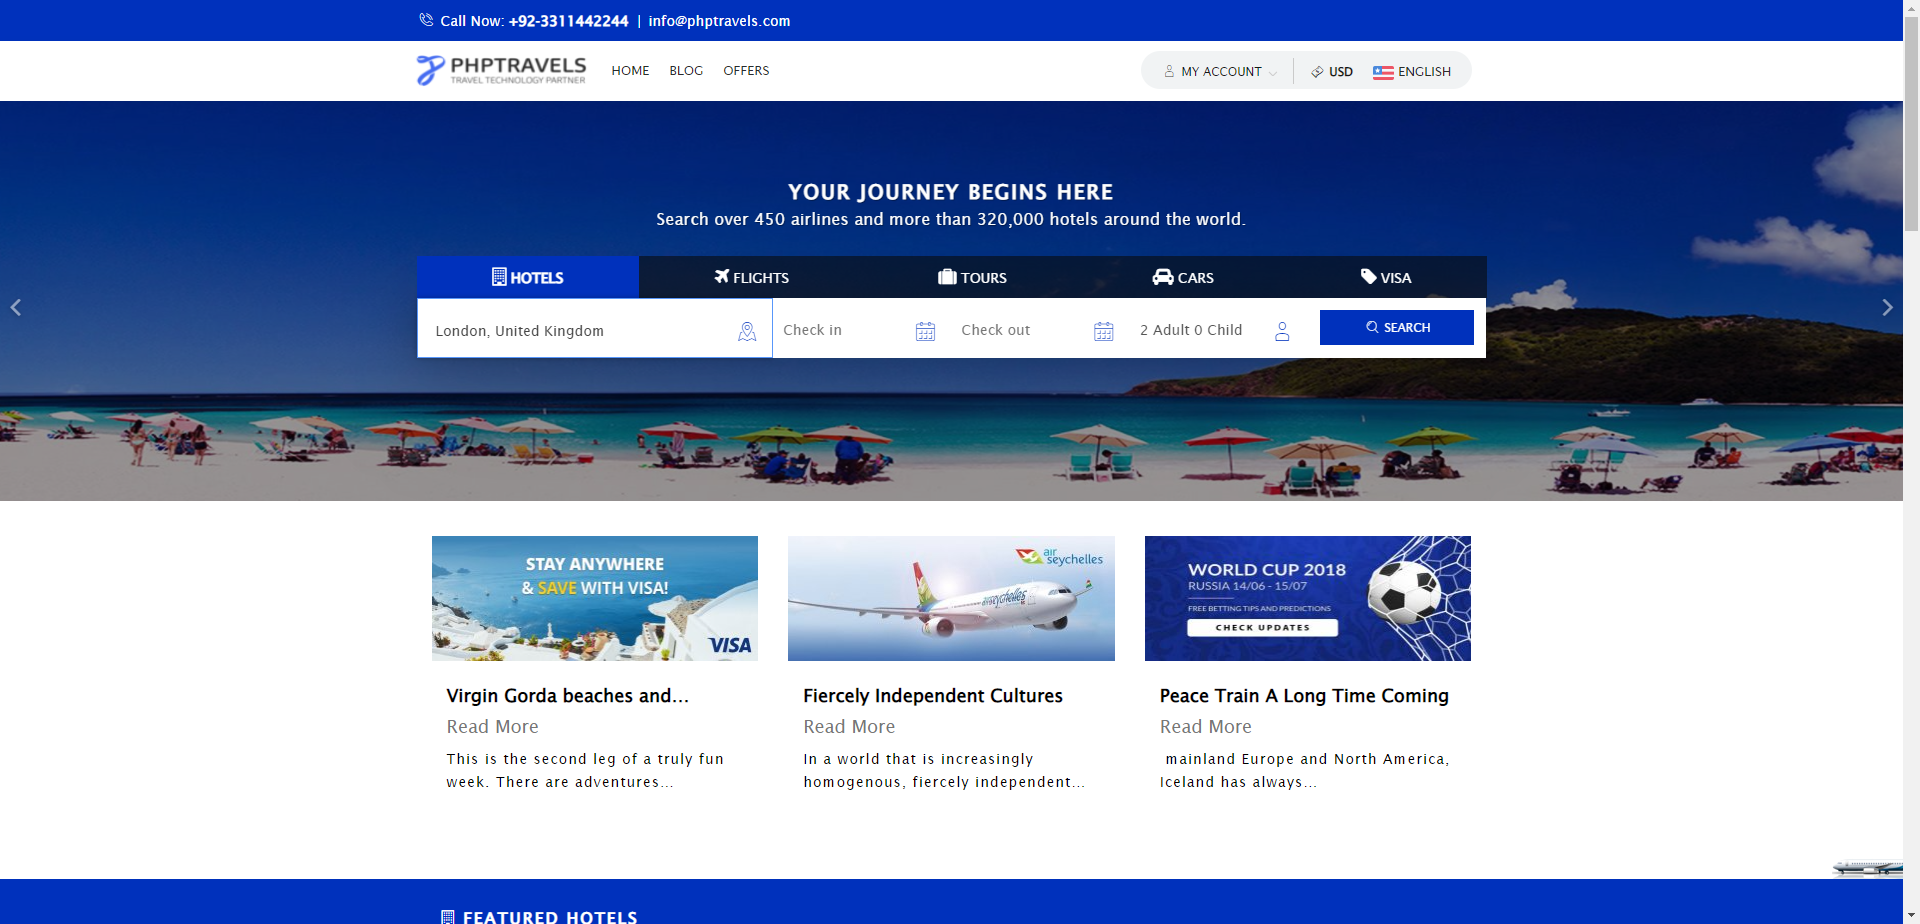 Call Now: +92-3311442244 | info@phptravels.com
PHPTRAVELS
TRAVEL TECHNOLOGY PARTNER
HOME BLOG OFFERS
MY ACCOUNT USD ENGLISH
YOUR JOURNEY BEGINS HERE
Search over 450 airlines and more than 320,000 hotels around the world.
HOTELS FLIGHTS TOURS CARS VISA
London, United Kingdom Check in Check out 2 Adult 0 Child SEARCH
STAY ANYWHERE
& SAVE WITH VISA!
VISA
air
seychelles
airseychelles
WORLD CUP 2018
RUSSIA 14/06 - 15/07
FREE BETTING TIPS AND PREDICTIONS
CHECK UPDATES
Virgin Gorda beaches and...
Read More
This is the second leg of a truly fun
week. There are adventures...
Fiercely Independent Cultures
Read More
In a world that is increasingly
homogenous, fiercely independent...
Peace Train A Long Time Coming
Read More
mainland Europe and North America,
Iceland has always...
FEATURED HOTELS